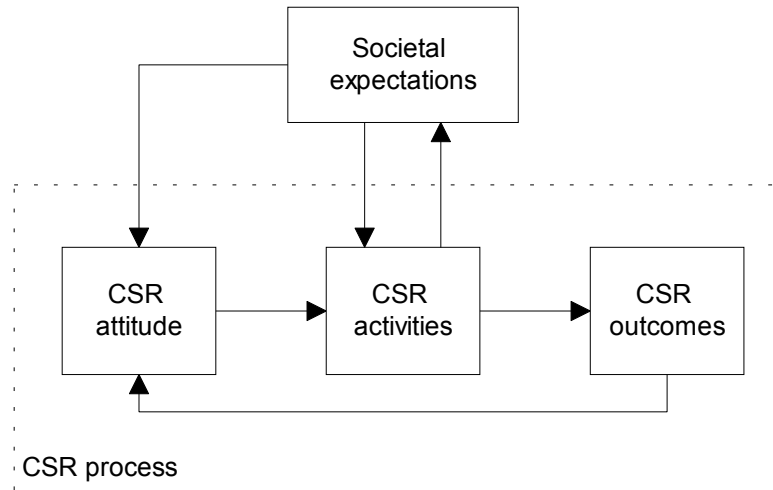 Societal
expectations
CSR
attitude
CSR
activities
CSR
outcomes
CSR process